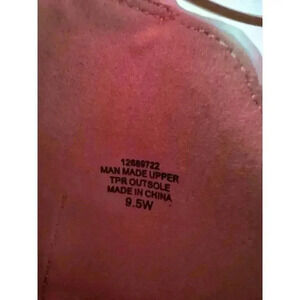 12689722
MAN MADE UPPER
TPR OUTSOLE
MADE IN CHINA
9.5W